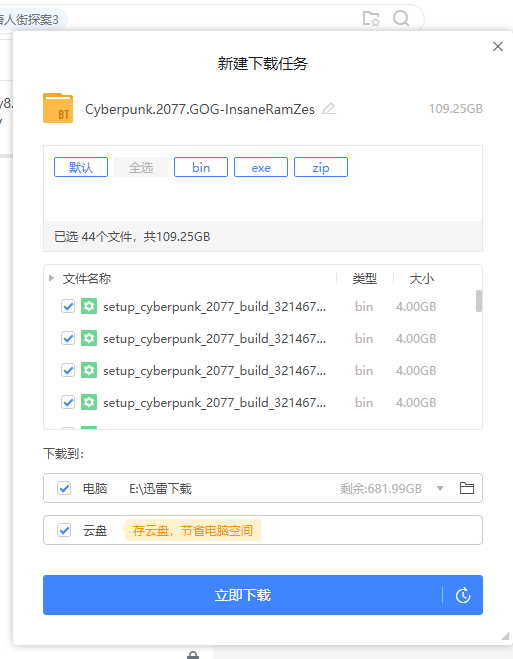 唐人街探案3
新建下载任务
BT
Cyberpunk.2077.GOG-InsaneRamZes 109.25GB
默认 全选 bin exe zip
已选 44个文件，共109.25GB
文件名称 类型 大小
setup_cyberpunk_2077_build_321467... bin 4.00GB
setup_cyberpunk_2077_build_321467... bin 4.00GB
setup_cyberpunk_2077_build_321467... bin 4.00GB
setup_cyberpunk_2077_build_321467... bin 4.00GB
下载到：
电脑 E:\迅雷下载 剩余:681.99GB
云盘 存云盘，节省电脑空间
立即下载